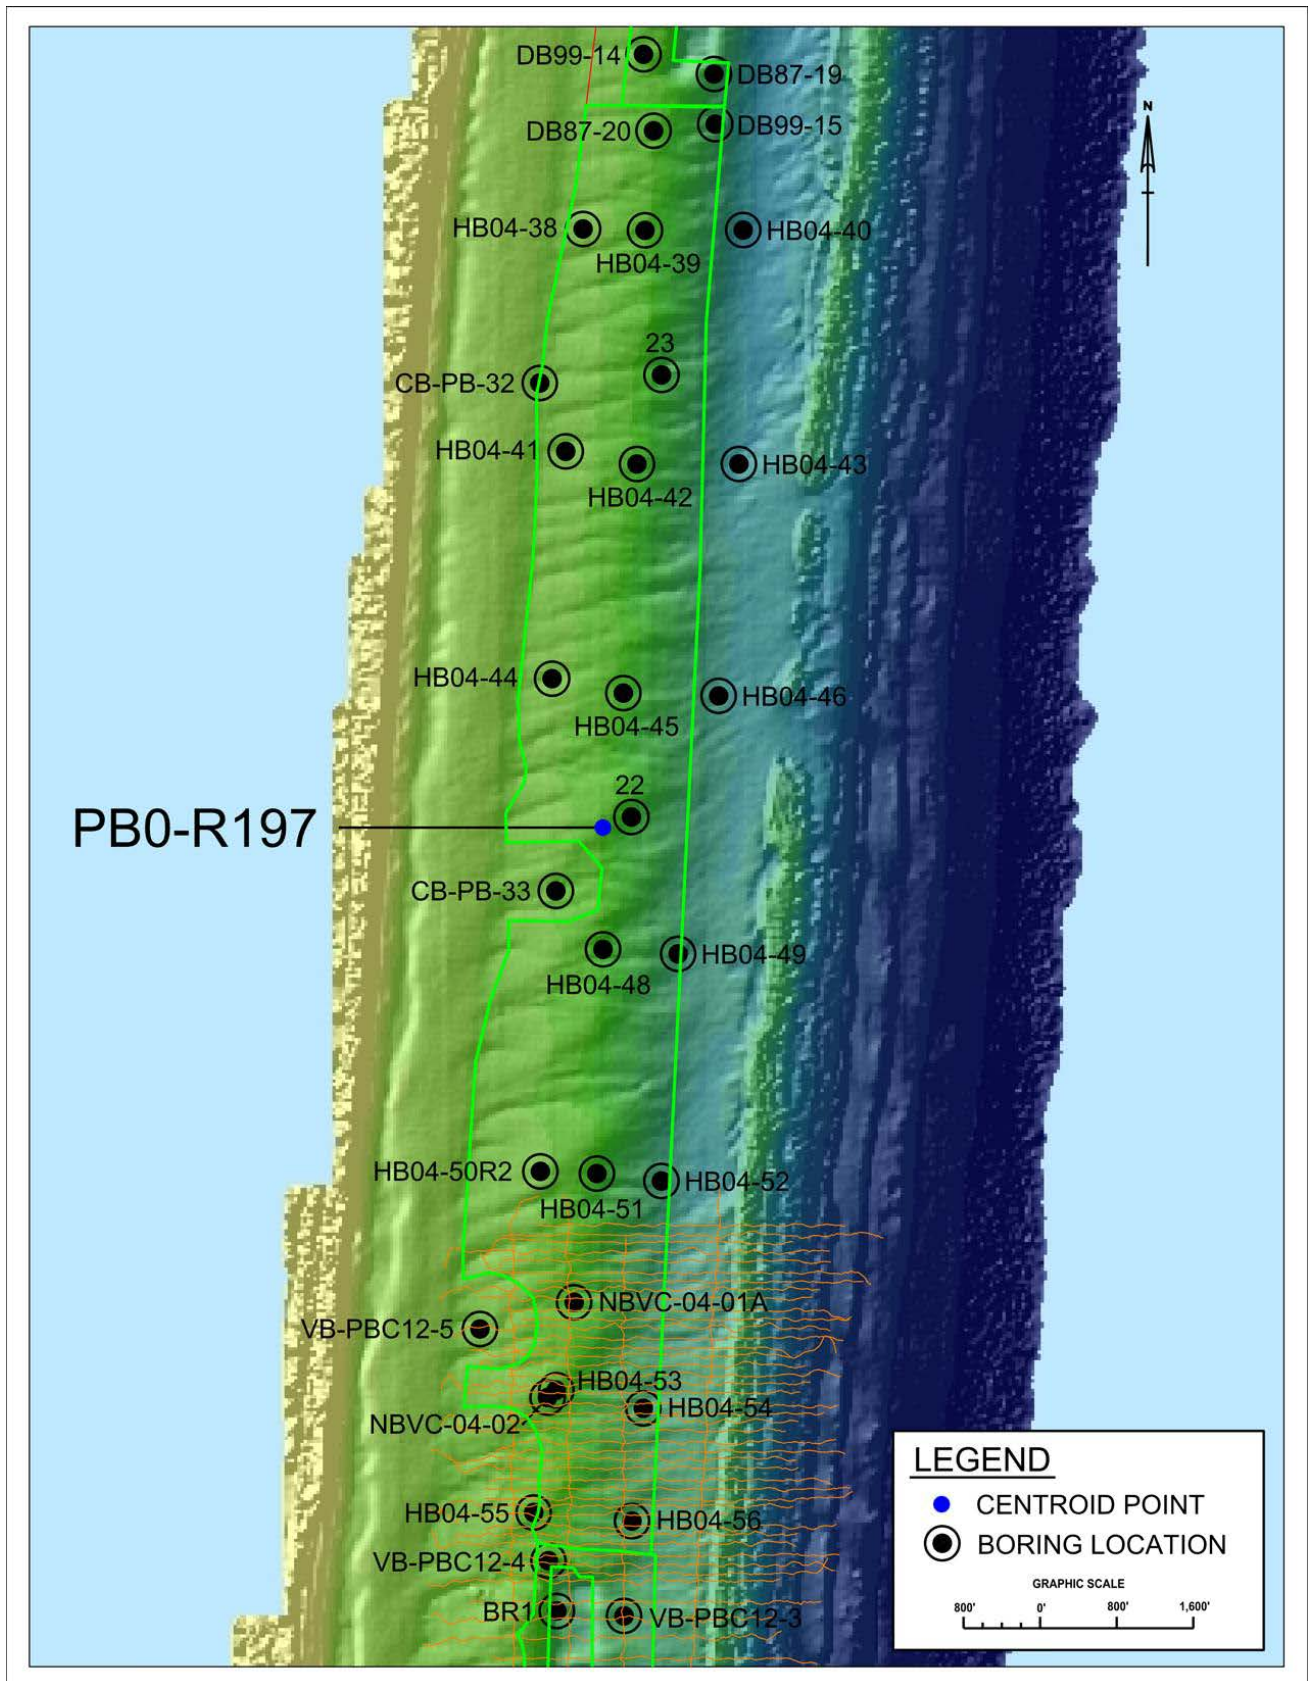 DB99-14
DB87-19
DB87-20
DB99-15
N
HB04-38
HB04-39
HB04-40
23
CB-PB-32
HB04-41
HB04-42
HB04-43
HB04-44
HB04-45
HB04-46
22
PB0-R197
CB-PB-33
HB04-48
HB04-49
HB04-50R2
HB04-51
HB04-52
NBVC-04-01A
VB-PBC12-5
HB04-53
HB04-54
NBVC-04-02
HB04-55
HB04-56
VB-PBC12-4
BR1
VB-PBC12-3
LEGEND
CENTROID POINT
BORING LOCATION
GRAPHIC SCALE
800' 0' 800' 1,600'